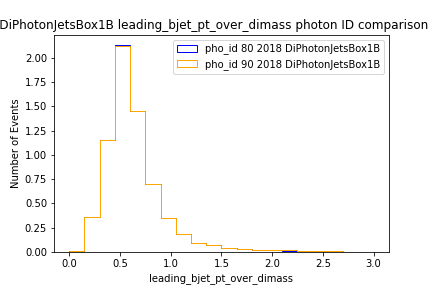 DiPhotonJetsBox1B leading_bjet_pt_over_dimass photon ID comparison
pho_id 80 2018 DiPhotonJetsBox1B
pho_id 90 2018 DiPhotonJetsBox1B
Number of Events
2.00
1.75
1.50
1.25
1.00
0.75
0.50
0.25
0.00
0.0 0.5 1.0 1.5 2.0 2.5 3.0
leading_bjet_pt_over_dimass